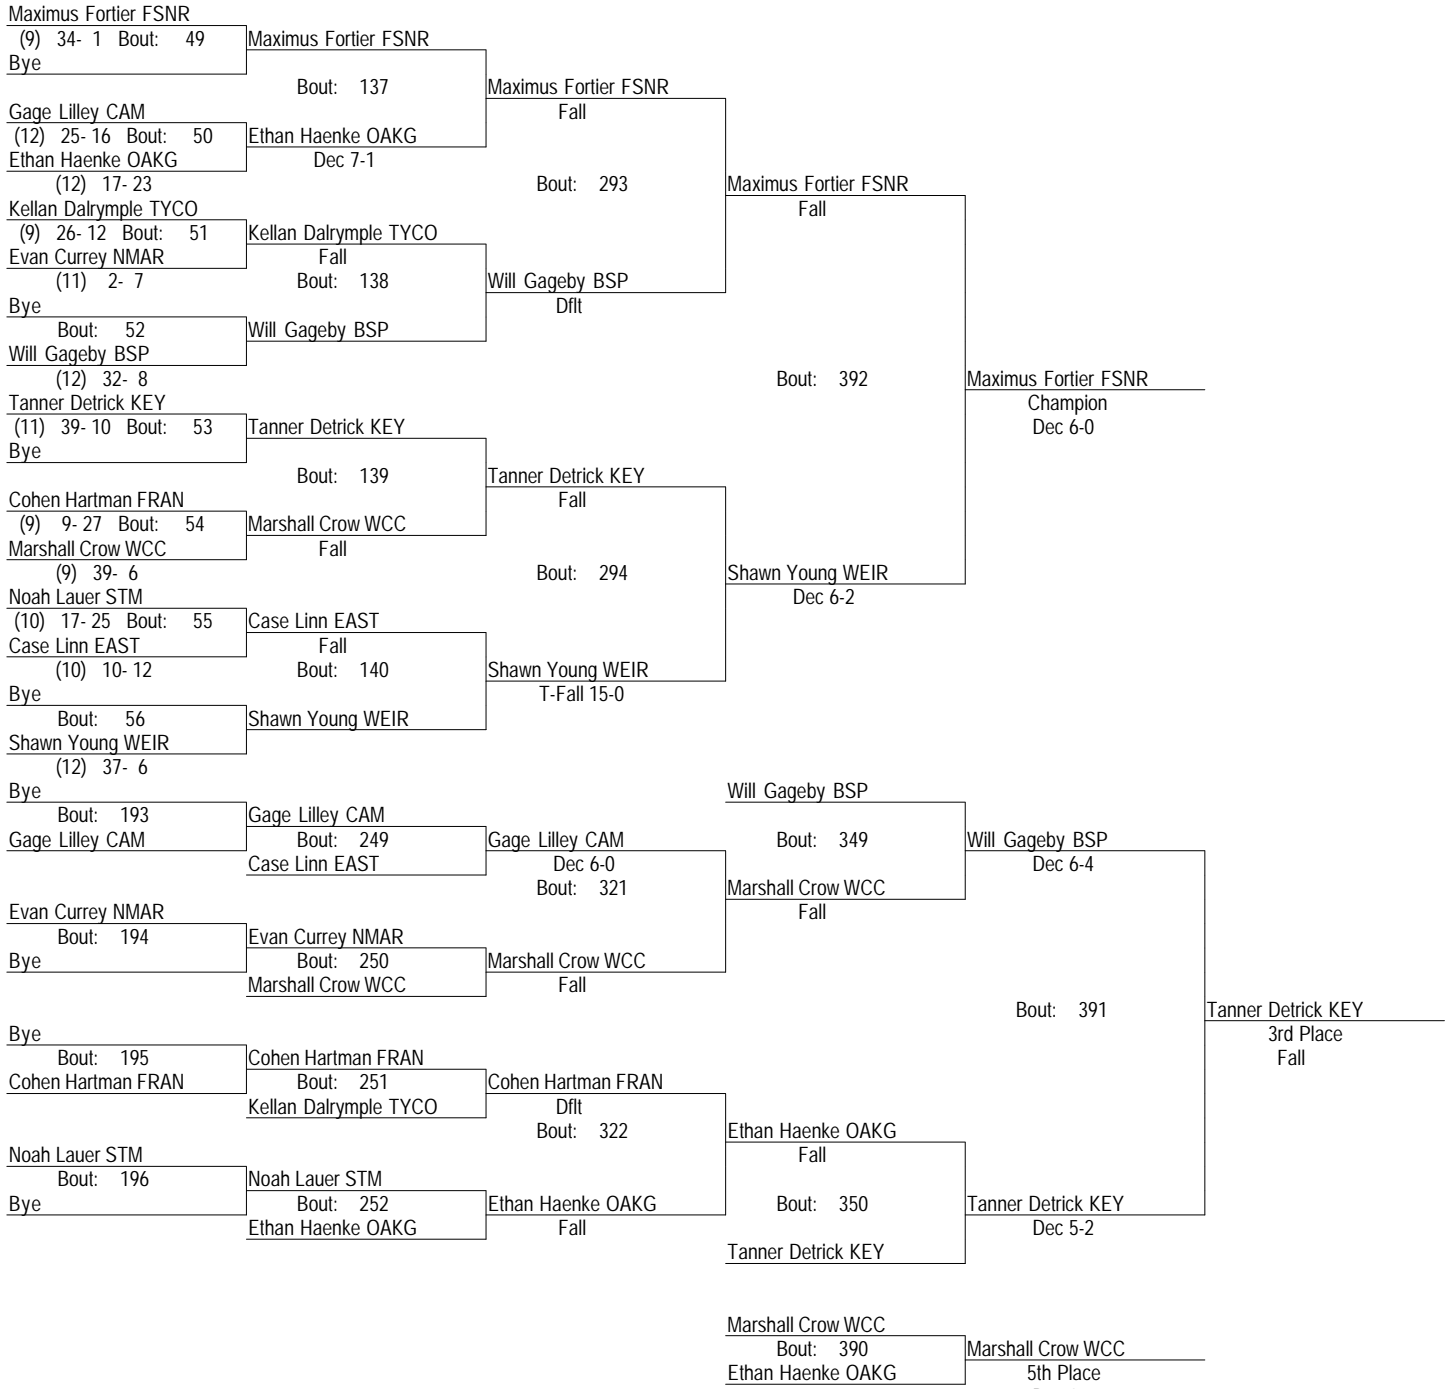 Maximus Fortier FSNR
(9) 34- 1 Bout: 49 Maximus Fortier FSNR
Bye
Bout: 137 Maximus Fortier FSNR
Gage Lilley CAM Fall
(12) 25- 16 Bout: 50 Ethan Haenke OAKG
Ethan Haenke OAKG Dec 7-1
(12) 17- 23 Bout: 293 Maximus Fortier FSNR
Kellan Dalrymple TYCO Fall
(9) 26- 12 Bout: 51 Kellan Dalrymple TYCO
Evan Currey NMAR Fall
(11) 2- 7 Bout: 138 Will Gageby BSP
Bye Dflt
Bout: 52 Will Gageby BSP
Will Gageby BSP
(12) 32- 8 Bout: 392 Maximus Fortier FSNR
Tanner Detrick KEY Champion
(11) 39- 10 Bout: 53 Tanner Detrick KEY Dec 6-0
Bye
Bout: 139 Tanner Detrick KEY
Cohen Hartman FRAN Fall
(9) 9- 27 Bout: 54 Marshall Crow WCC
Marshall Crow WCC Fall
(9) 39- 6 Bout: 294 Shawn Young WEIR
Noah Lauer STM Dec 6-2
(10) 17- 25 Bout: 55 Case Linn EAST
Case Linn EAST Fall
(10) 10- 12 Bout: 140 Shawn Young WEIR
Bye T-Fall 15-0
Bout: 56 Shawn Young WEIR
Shawn Young WEIR
(12) 37- 6
Bye Will Gageby BSP
Bout: 193 Gage Lilley CAM
Gage Lilley CAM Bout: 249 Gage Lilley CAM Bout: 349 Will Gageby BSP
Case Linn EAST Dec 6-0 Dec 6-4
Bout: 321 Marshall Crow WCC
Evan Currey NMAR Fall
Bout: 194 Evan Currey NMAR
Bye Bout: 250 Marshall Crow WCC
Marshall Crow WCC Fall
Bout: 391 Tanner Detrick KEY
Bye 3rd Place
Bout: 195 Cohen Hartman FRAN Fall
Cohen Hartman FRAN Bout: 251 Cohen Hartman FRAN
Kellan Dalrymple TYCO Dflt
Bout: 322 Ethan Haenke OAKG
Noah Lauer STM Fall
Bout: 196 Noah Lauer STM
Bye Bout: 252 Ethan Haenke OAKG Bout: 350 Tanner Detrick KEY
Ethan Haenke OAKG Fall Dec 5-2
Tanner Detrick KEY
Marshall Crow WCC
Bout: 390 Marshall Crow WCC
Ethan Haenke OAKG 5th Place